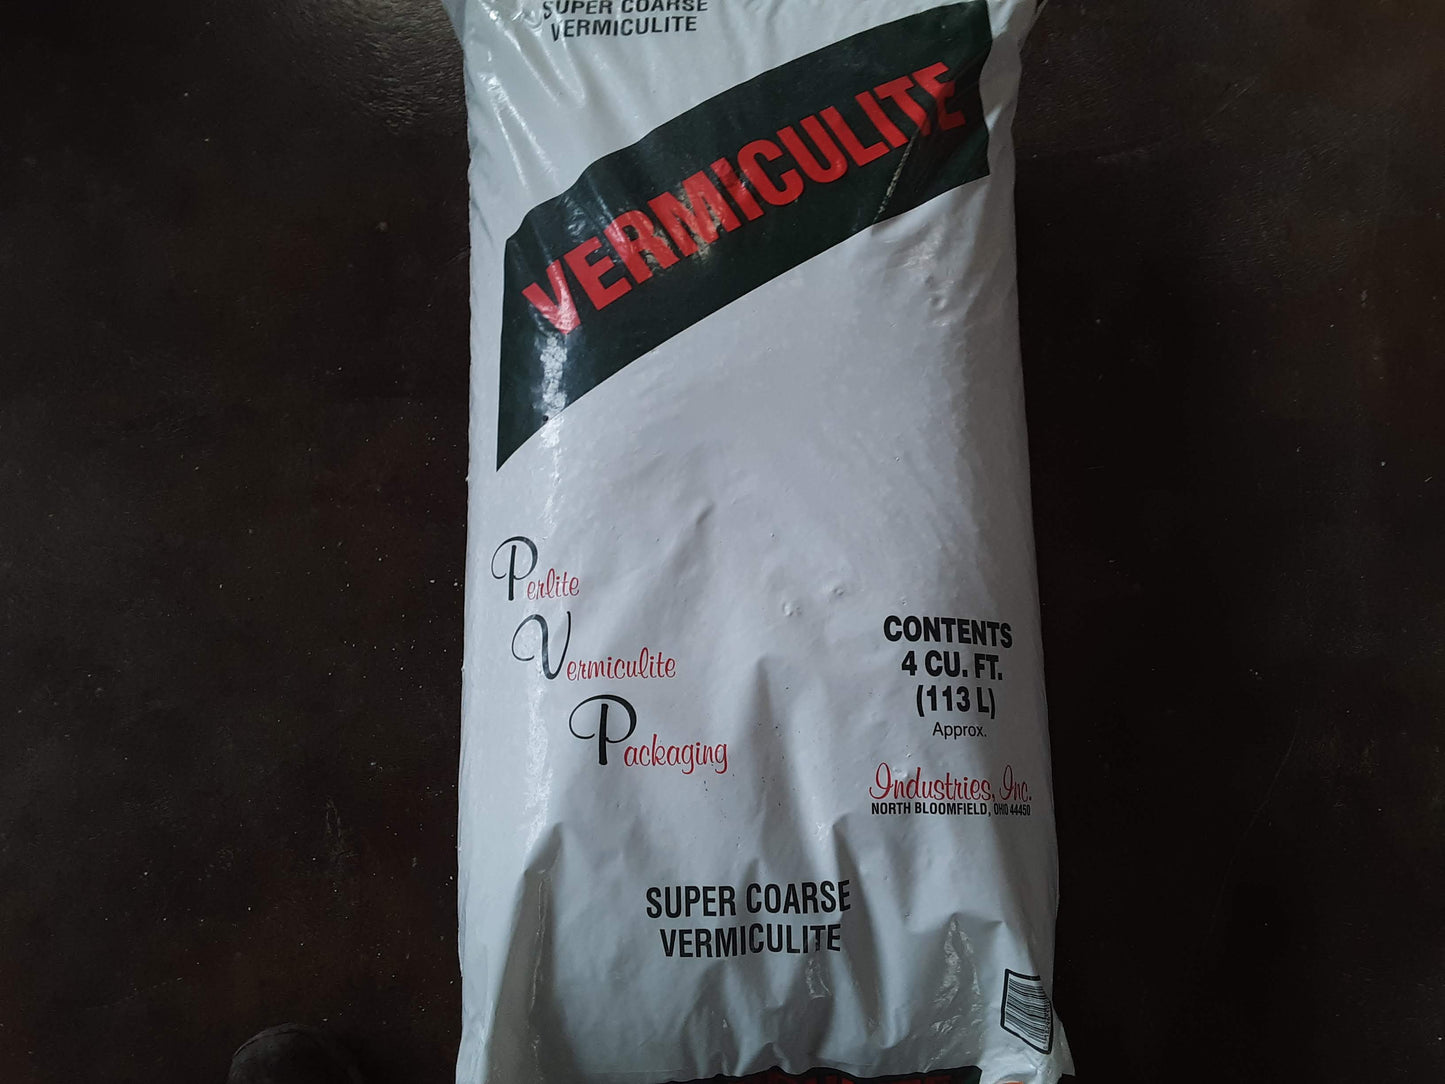 SUPER COARSE
VERMICULITE
VERMICULITE
Perlite
Vermiculite
Packaging
CONTENTS
4 CU. FT.
(113 L)
Approx.
Industries, Inc.
NORTH BLOOMFIELD, OHIO 44450
SUPER COARSE
VERMICULITE